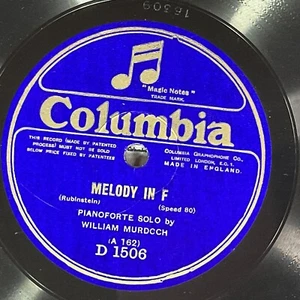 "Magic Notes"
TRADE MARK.
Columbia
THIS RECORD (MADE BY PATENTED
PROCESS) MUST NOT BE SOLD
BELOW PRICE FIXED BY PATENTEES
COLUMBIA GRAPHOPHONE CO.,
LIMITED LONDON, E.C.1.
MADE IN ENGLAND.
MELODY IN F
(Rubinstein)
(Speed 80)
PIANOFORTE SOLO by
WILLIAM MURDOCH
(A 162)
D 1506